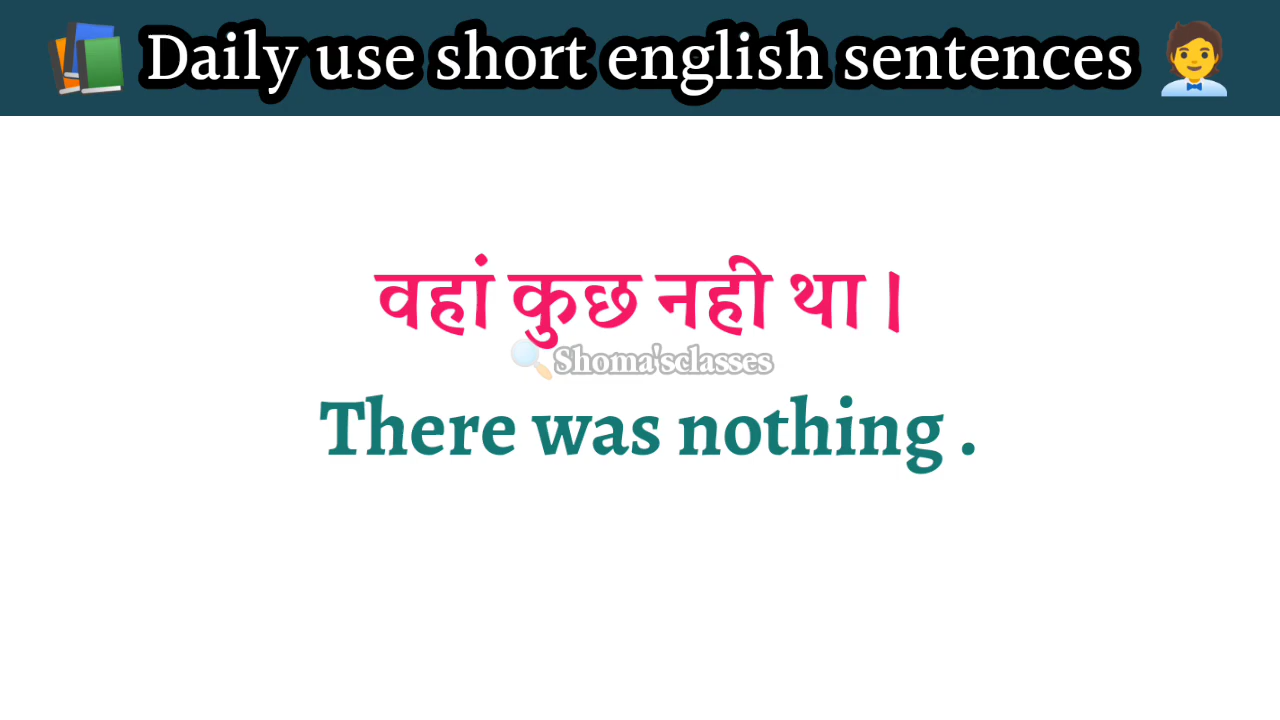 Daily use short english sentences
वहां कुछ नही था।
Shoma'sclasses
There was nothing .